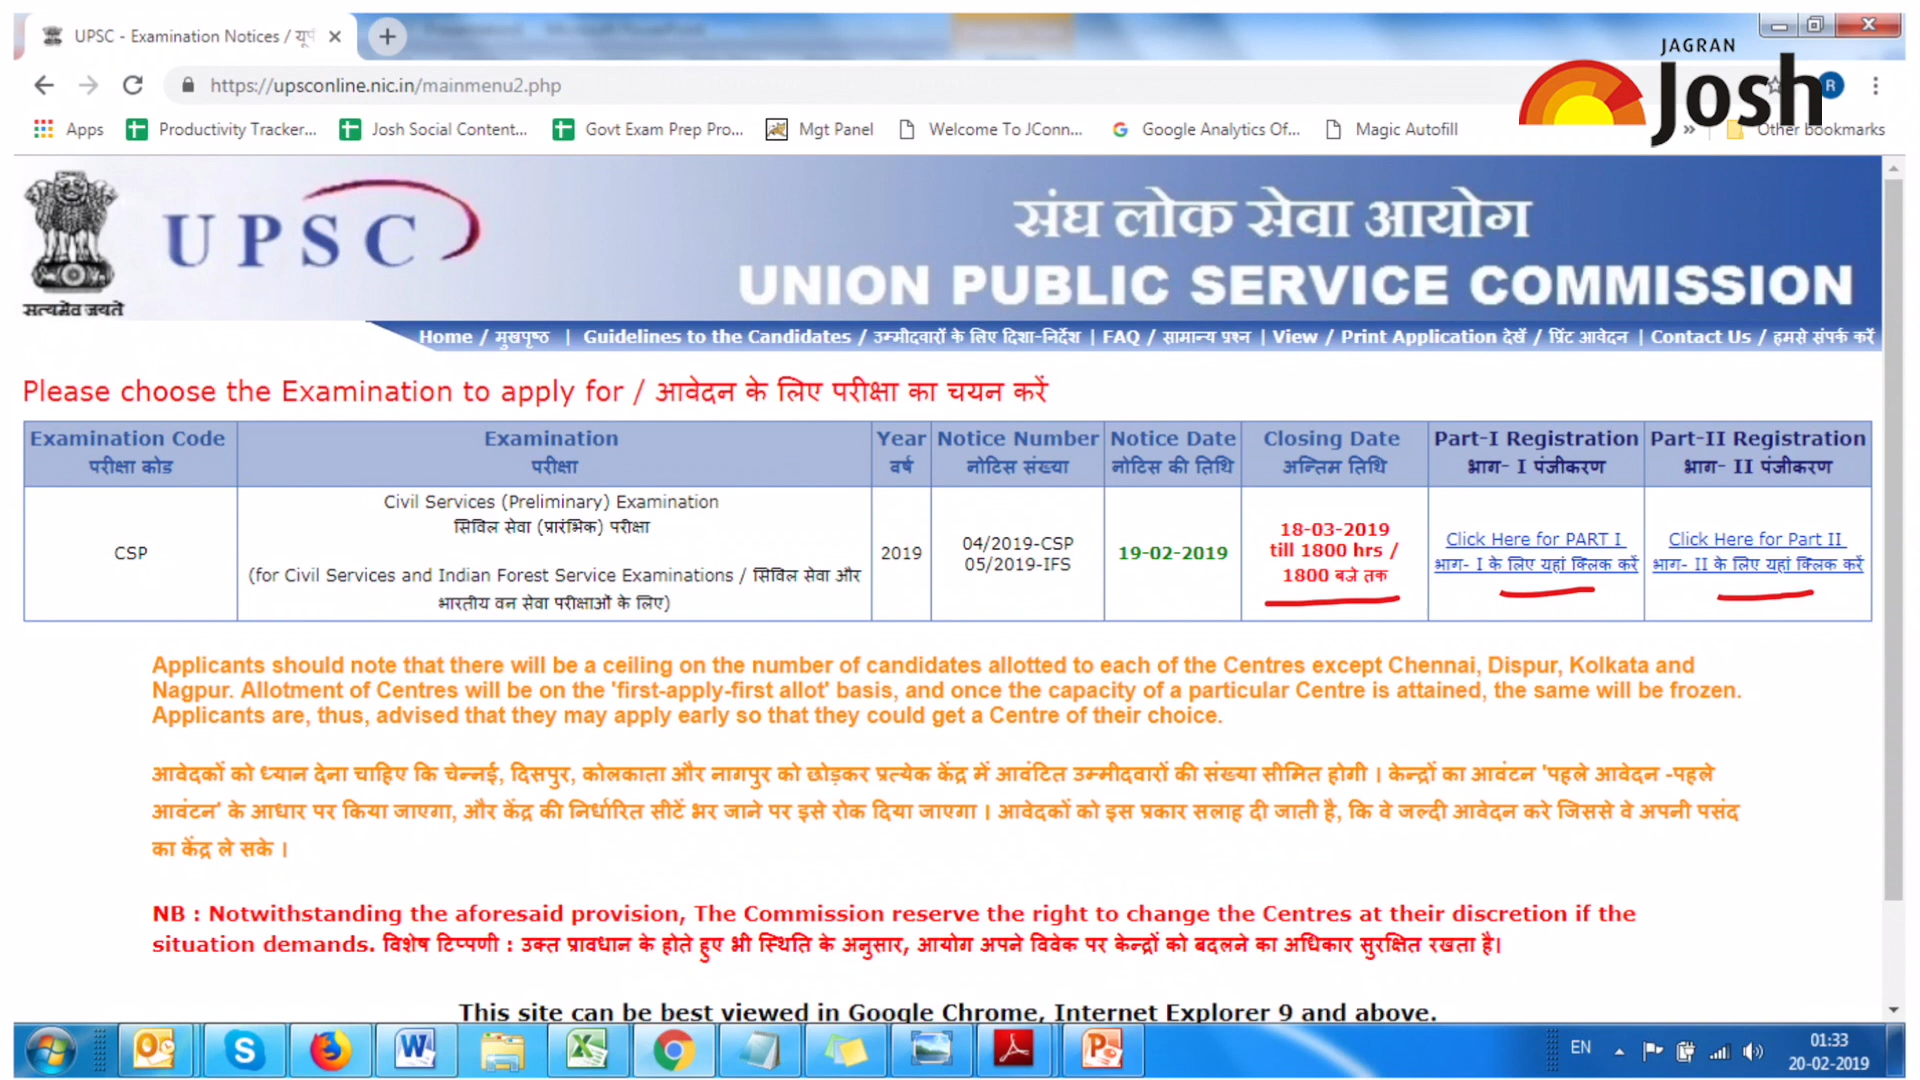 UPSC - Examination Notices / यूपी
https://upsconline.nic.in/mainmenu2.php
JAGRAN
Josh
R
Apps Productivity Tracker... Josh Social Content... Govt Exam Prep Pro... Mgt Panel Welcome To JConn... Google Analytics Of... Magic Autofill » Other bookmarks
सत्यमेव जयते
UPSC
संघ लोक सेवा आयोग
UNION PUBLIC SERVICE COMMISSION
Home / मुखपृष्ठ | Guidelines to the Candidates / उम्मीदवारों के लिए दिशा-निर्देश | FAQ / सामान्य प्रश्न | View / Print Application देखें / प्रिंट आवेदन | Contact Us / हमसे संपर्क करें
Please choose the Examination to apply for / आवेदन के लिए परीक्षा का चयन करें
Examination Code Examination Year Notice Number Notice Date Closing Date Part-I Registration Part-II Registration
परीक्षा कोड परीक्षा वर्ष नोटिस संख्या नोटिस की तिथि अन्तिम तिथि भाग- I पंजीकरण भाग- II पंजीकरण
CSP
Civil Services (Preliminary) Examination
सिविल सेवा (प्रारंभिक) परीक्षा
(for Civil Services and Indian Forest Service Examinations / सिविल सेवा और
भारतीय वन सेवा परीक्षाओं के लिए)
2019
04/2019-CSP
05/2019-IFS
19-02-2019
18-03-2019
till 1800 hrs /
1800 बजे तक
Click Here for PART I
भाग- I के लिए यहां क्लिक करें
Click Here for Part II
भाग- II के लिए यहां क्लिक करें
Applicants should note that there will be a ceiling on the number of candidates allotted to each of the Centres except Chennai, Dispur, Kolkata and
Nagpur. Allotment of Centres will be on the 'first-apply-first allot' basis, and once the capacity of a particular Centre is attained, the same will be frozen.
Applicants are, thus, advised that they may apply early so that they could get a Centre of their choice.
आवेदकों को ध्यान देना चाहिए कि चेन्नई, दिसपुर, कोलकाता और नागपुर को छोड़कर प्रत्येक केंद्र में आवंटित उम्मीदवारों की संख्या सीमित होगी । केन्द्रों का आवंटन 'पहले आवेदन -पहले
आवंटन' के आधार पर किया जाएगा, और केंद्र की निर्धारित सीटें भर जाने पर इसे रोक दिया जाएगा । आवेदकों को इस प्रकार सलाह दी जाती है, कि वे जल्दी आवेदन करे जिससे वे अपनी पसंद
का केंद्र ले सके ।
NB : Notwithstanding the aforesaid provision, The Commission reserve the right to change the Centres at their discretion if the
situation demands. विशेष टिप्पणी : उक्त प्रावधान के होते हुए भी स्थिति के अनुसार, आयोग अपने विवेक पर केन्द्रों को बदलने का अधिकार सुरक्षित रखता है।
This site can be best viewed in Google Chrome, Internet Explorer 9 and above.
EN
01:33
20-02-2019